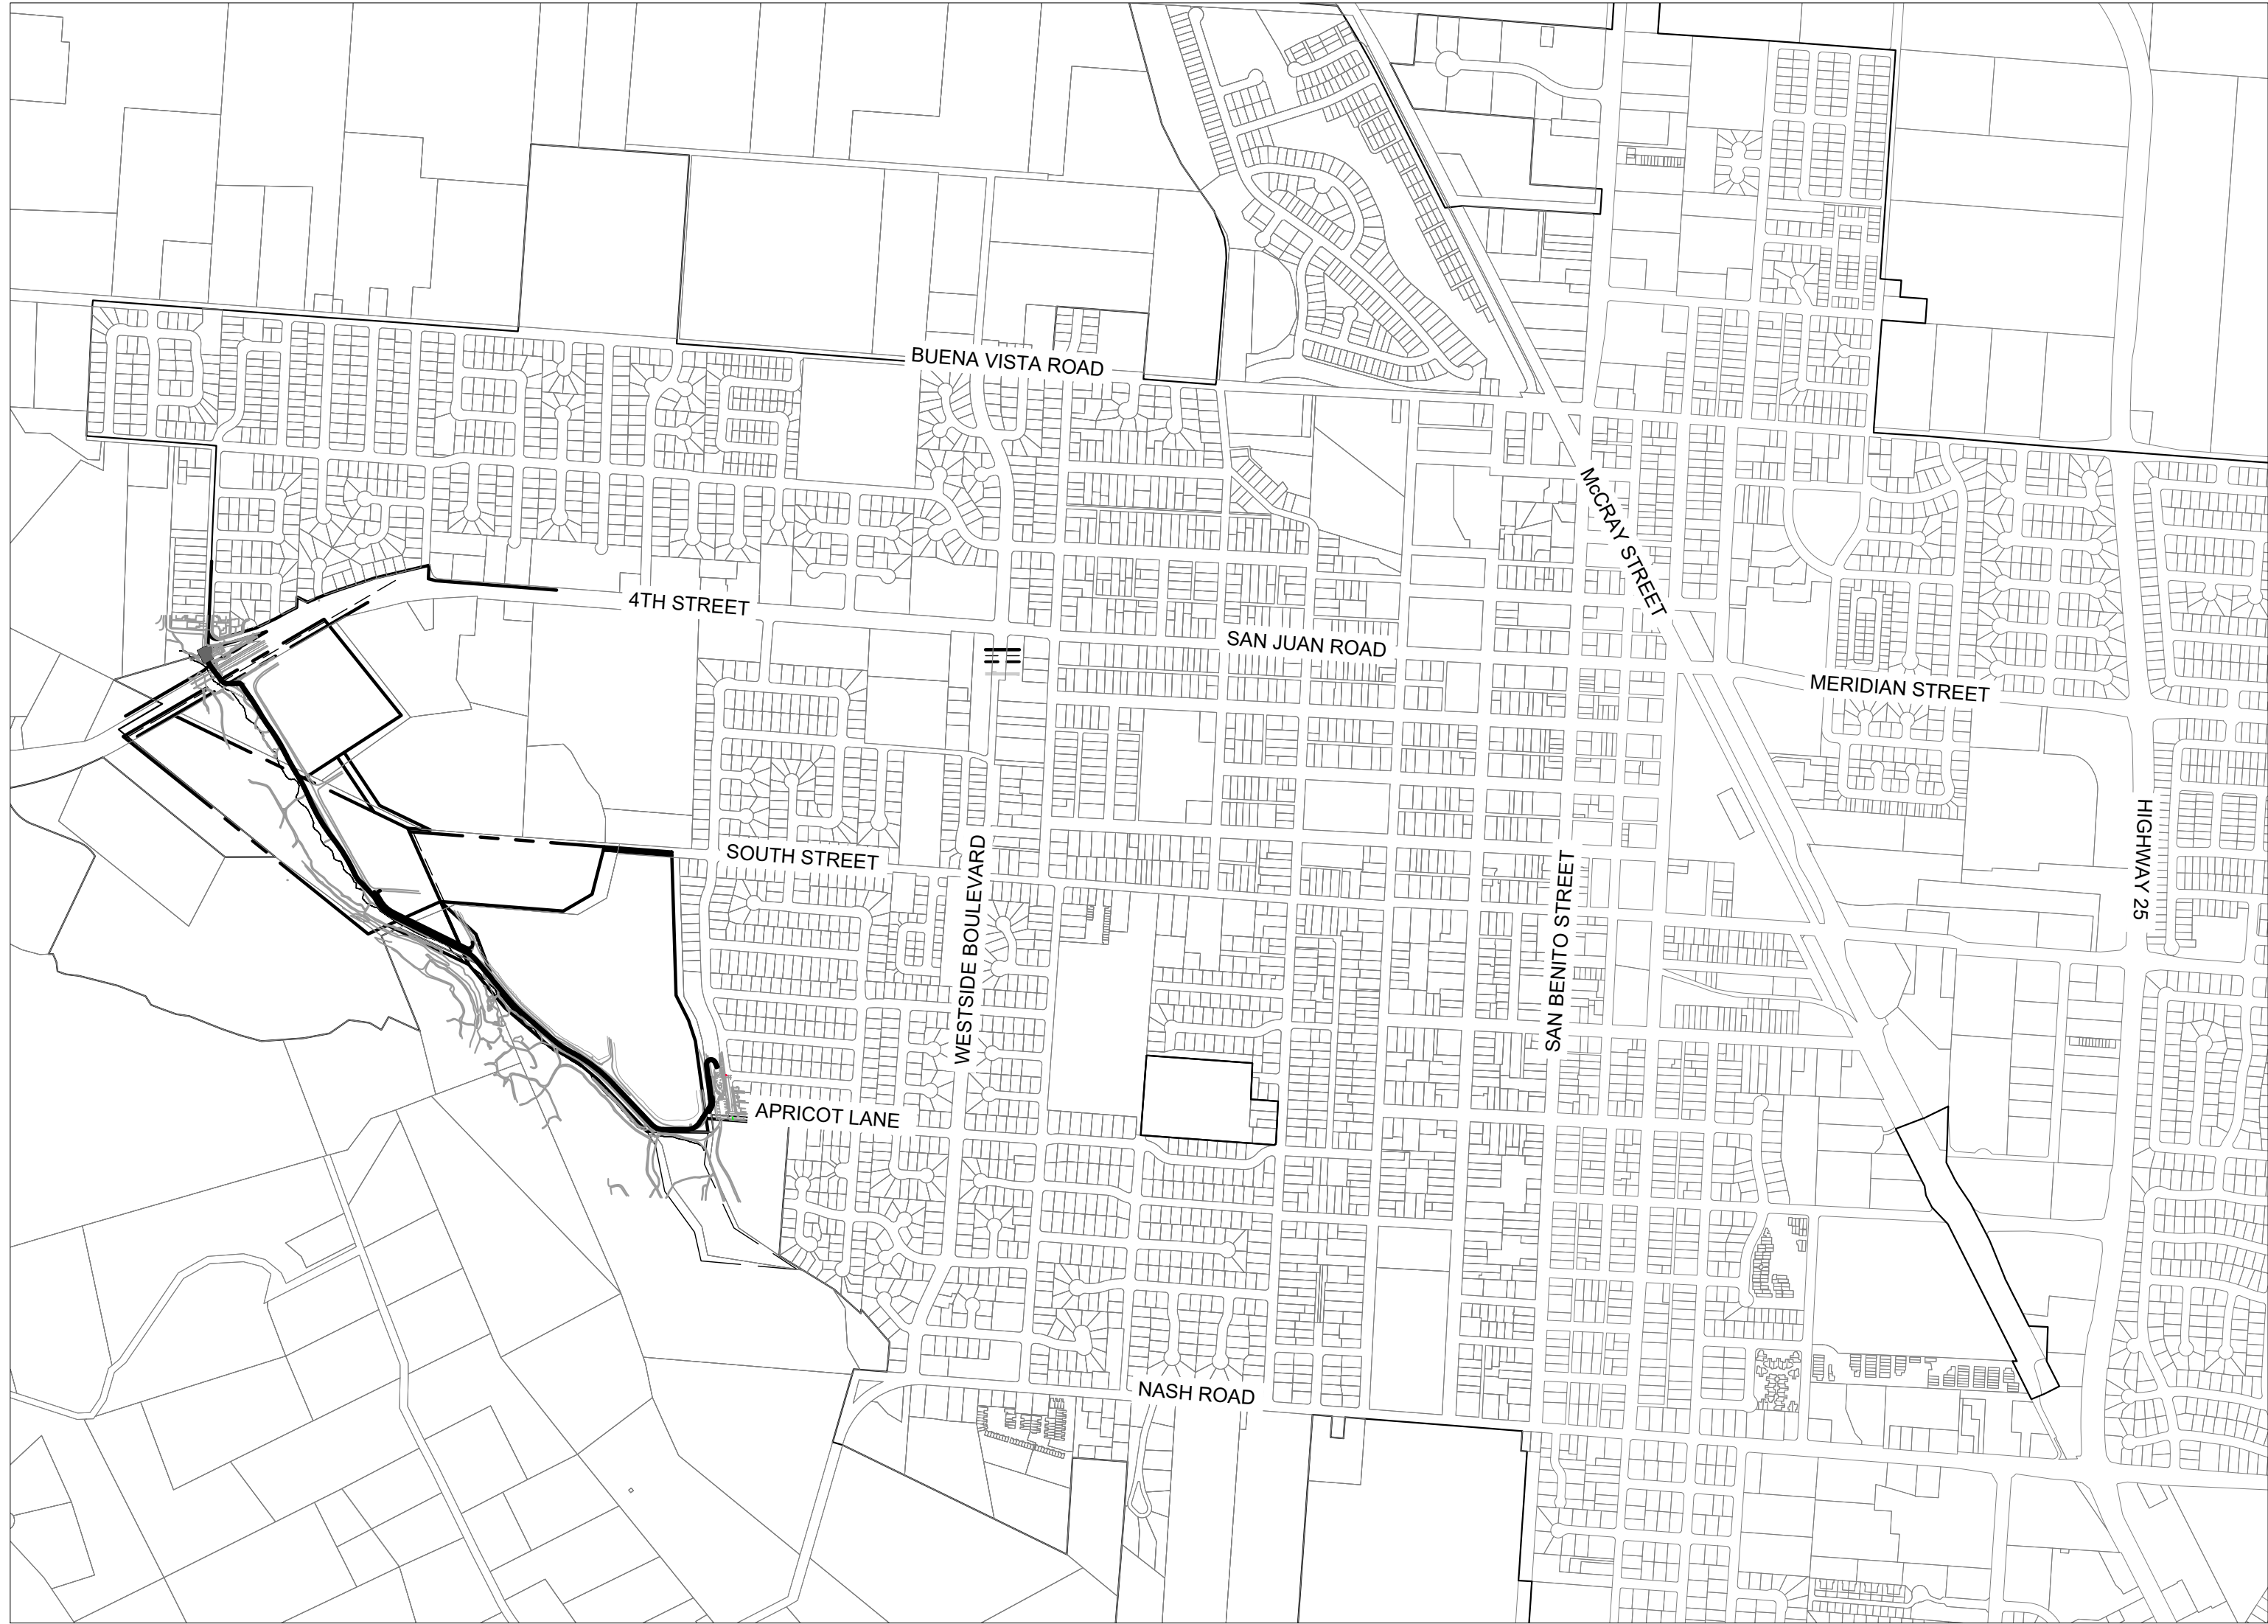 BUENA VISTA ROAD
McCRAY STREET
4TH STREET
SAN JUAN ROAD
MERIDIAN STREET
SOUTH STREET
WESTSIDE BOULEVARD
SAN BENITO STREET
HIGHWAY 25
APRICOT LANE
NASH ROAD